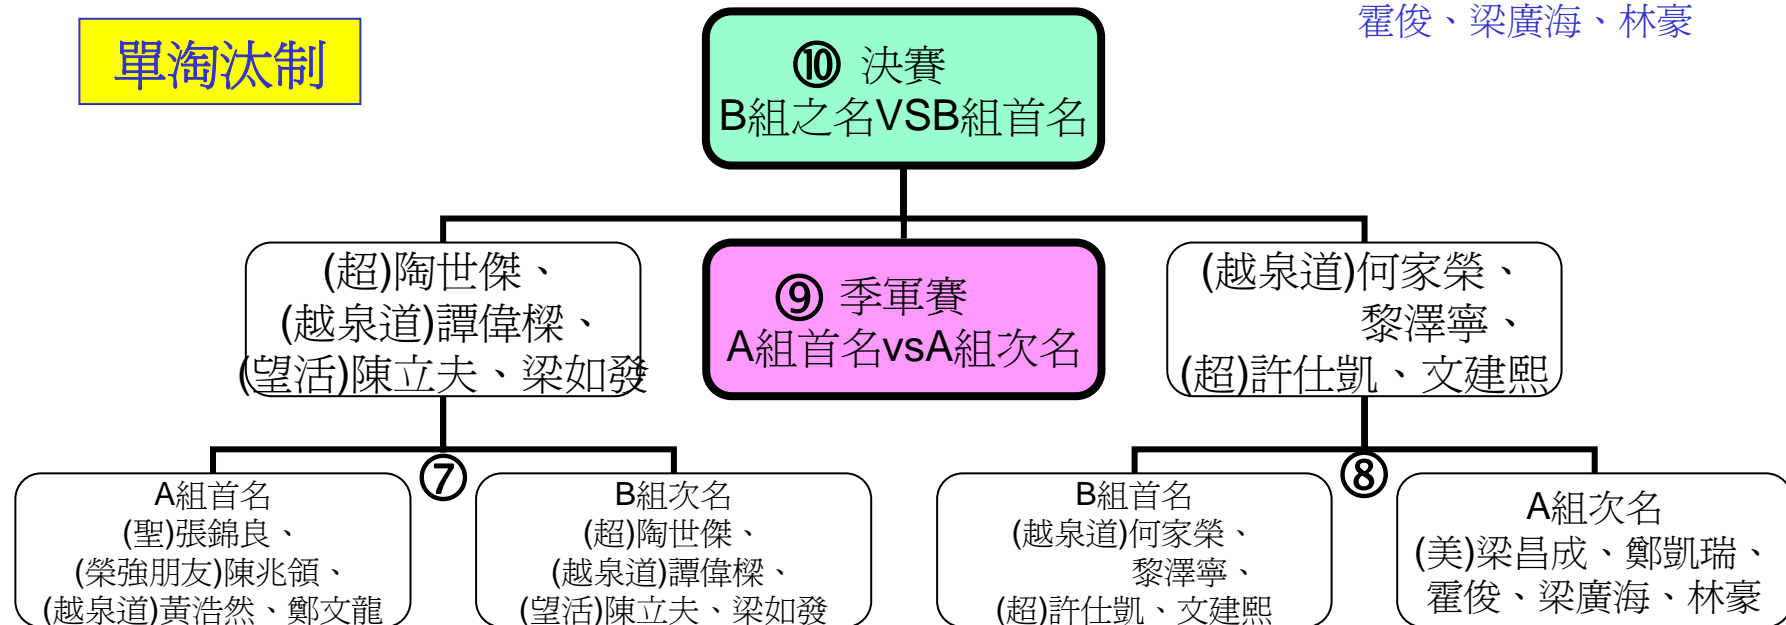 霍俊、梁廣海、林豪
單淘汰制
⑩ 決賽
B組之名VSB組首名
(超)陶世傑、
(越泉道)譚偉樑、
(望活)陳立夫、梁如發
⑨ 季軍賽
A組首名vsA組次名
(越泉道)何家榮、
黎澤寧、
(超)許仕凱、文建熙
⑦
⑧
A組首名
(聖)張錦良、
(榮強朋友)陳兆領、
(越泉道)黃浩然、鄭文龍
B組次名
(超)陶世傑、
(越泉道)譚偉樑、
(望活)陳立夫、梁如發
B組首名
(越泉道)何家榮、
黎澤寧、
(超)許仕凱、文建熙
A組次名
(美)梁昌成、鄭凱瑞、
霍俊、梁廣海、林豪